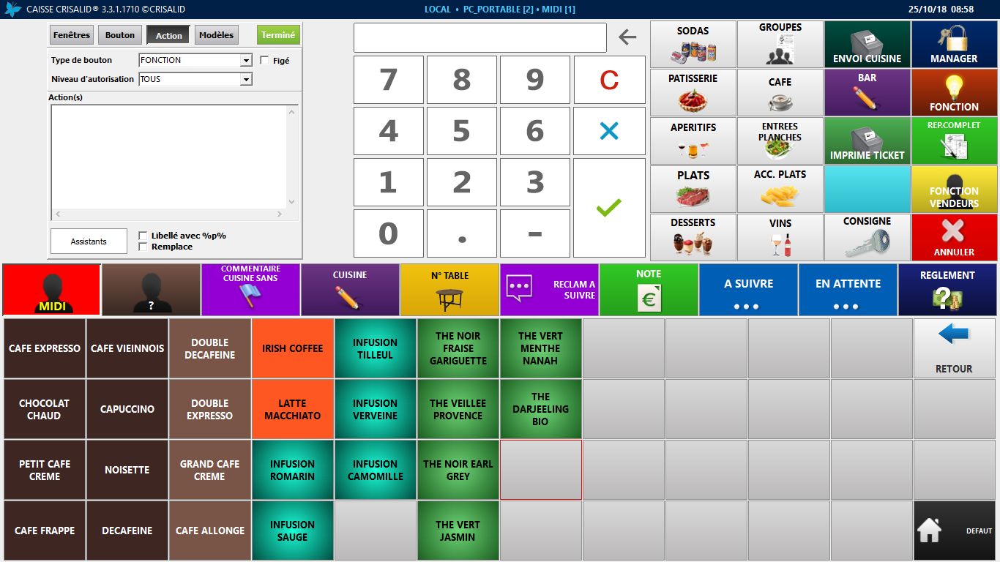 CAISSE CRISALID® 3.3.1.1710 ©CRISALID
LOCAL • PC_PORTABLE [2] • MIDI [1]
25/10/18 08:58
Fenêtres
Bouton
Action
Modèles
Terminé
Type de bouton
FONCTION
Figé
Niveau d'autorisation
TOUS
Action(s)
Assistants
Libellé avec %p%
Remplace
7
8
9
C
4
5
6
1
2
3
0
.
-
SODAS
GROUPES
ENVOI CUISINE
MANAGER
PATISSERIE
CAFE
BAR
FONCTION
APERITIFS
ENTREES
PLANCHES
IMPRIME TICKET
REP.COMPLET
PLATS
ACC. PLATS
FONCTION
VENDEURS
DESSERTS
VINS
CONSIGNE
ANNULER
MIDI
?
COMMENTAIRE
CUISINE SANS
CUISINE
N° TABLE
RECLAM A
SUIVRE
NOTE
€
A SUIVRE
EN ATTENTE
REGLEMENT
?
CAFE EXPRESSO
CAFE VIEINNOIS
DOUBLE
DECAFEINE
IRISH COFFEE
INFUSION
TILLEUL
THE NOIR
FRAISE
GARIGUETTE
THE VERT
MENTHE
NANAH
RETOUR
CHOCOLAT
CHAUD
CAPUCCINO
DOUBLE
EXPRESSO
LATTE
MACCHIATO
INFUSION
VERVEINE
THE VEILLEE
PROVENCE
THE
DARJEELING
BIO
PETIT CAFE
CREME
NOISETTE
GRAND CAFE
CREME
INFUSION
ROMARIN
INFUSION
CAMOMILLE
THE NOIR EARL
GREY
CAFE FRAPPE
DECAFEINE
CAFE ALLONGE
INFUSION
SAUGE
THE VERT
JASMIN
DEFAUT